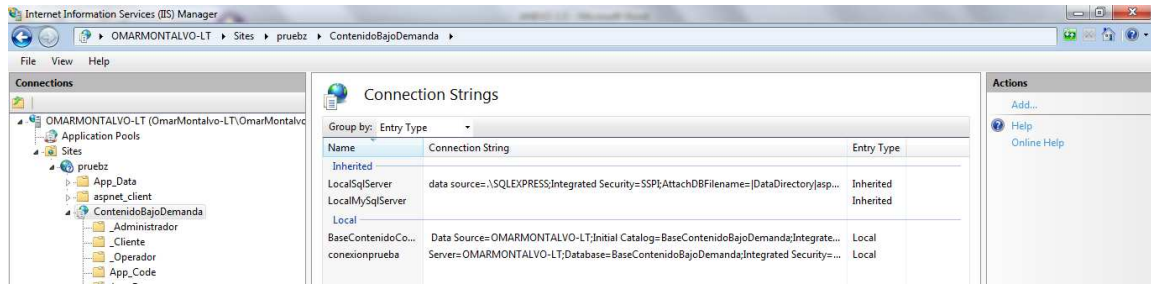 Internet Information Services (IIS) Manager
OMARMONTALVO-LT Sites pruebz ContenidoBajoDemanda
File View Help
Connections
OMARMONTALVO-LT (OmarMontalvo-LT\OmarMontalvo
Application Pools
Sites
pruebz
App_Data
aspnet_client
ContenidoBajoDemanda
_Administrador
_Cliente
_Operador
App_Code
Connection Strings
Group by: Entry Type
Name Connection String Entry Type
Inherited
LocalSqlServer data source=.\SQLEXPRESS;Integrated Security=SSPI;AttachDBFilename=|DataDirectory|asp... Inherited
LocalMySqlServer Inherited
Local
BaseContenidoCo... Data Source=OMARMONTALVO-LT;Initial Catalog=BaseContenidoBajoDemanda;Integrate... Local
conexionprueba Server=OMARMONTALVO-LT;Database=BaseContenidoBajoDemanda;Integrated Security=... Local
Actions
Add...
Help
Online Help